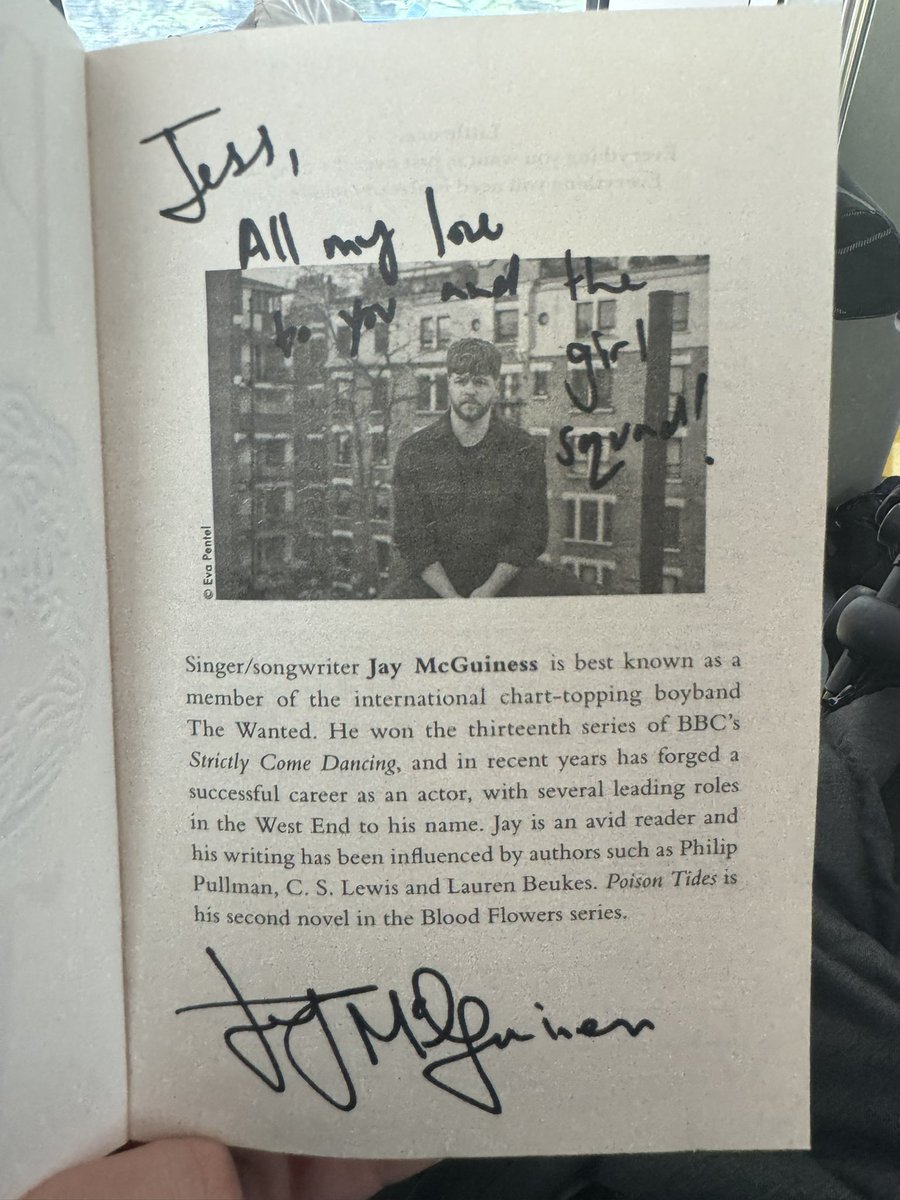 Jess,
All my love
to you and the
girl
squad!
© Eva Pentel
Singer/songwriter Jay McGuiness is best known as a
member of the international chart-topping boyband
The Wanted. He won the thirteenth series of BBC’s
Strictly Come Dancing, and in recent years has forged a
successful career as an actor, with several leading roles
in the West End to his name. Jay is an avid reader and
his writing has been influenced by authors such as Philip
Pullman, C. S. Lewis and Lauren Beukes. Poison Tides is
his second novel in the Blood Flowers series.
Jay McGuiness